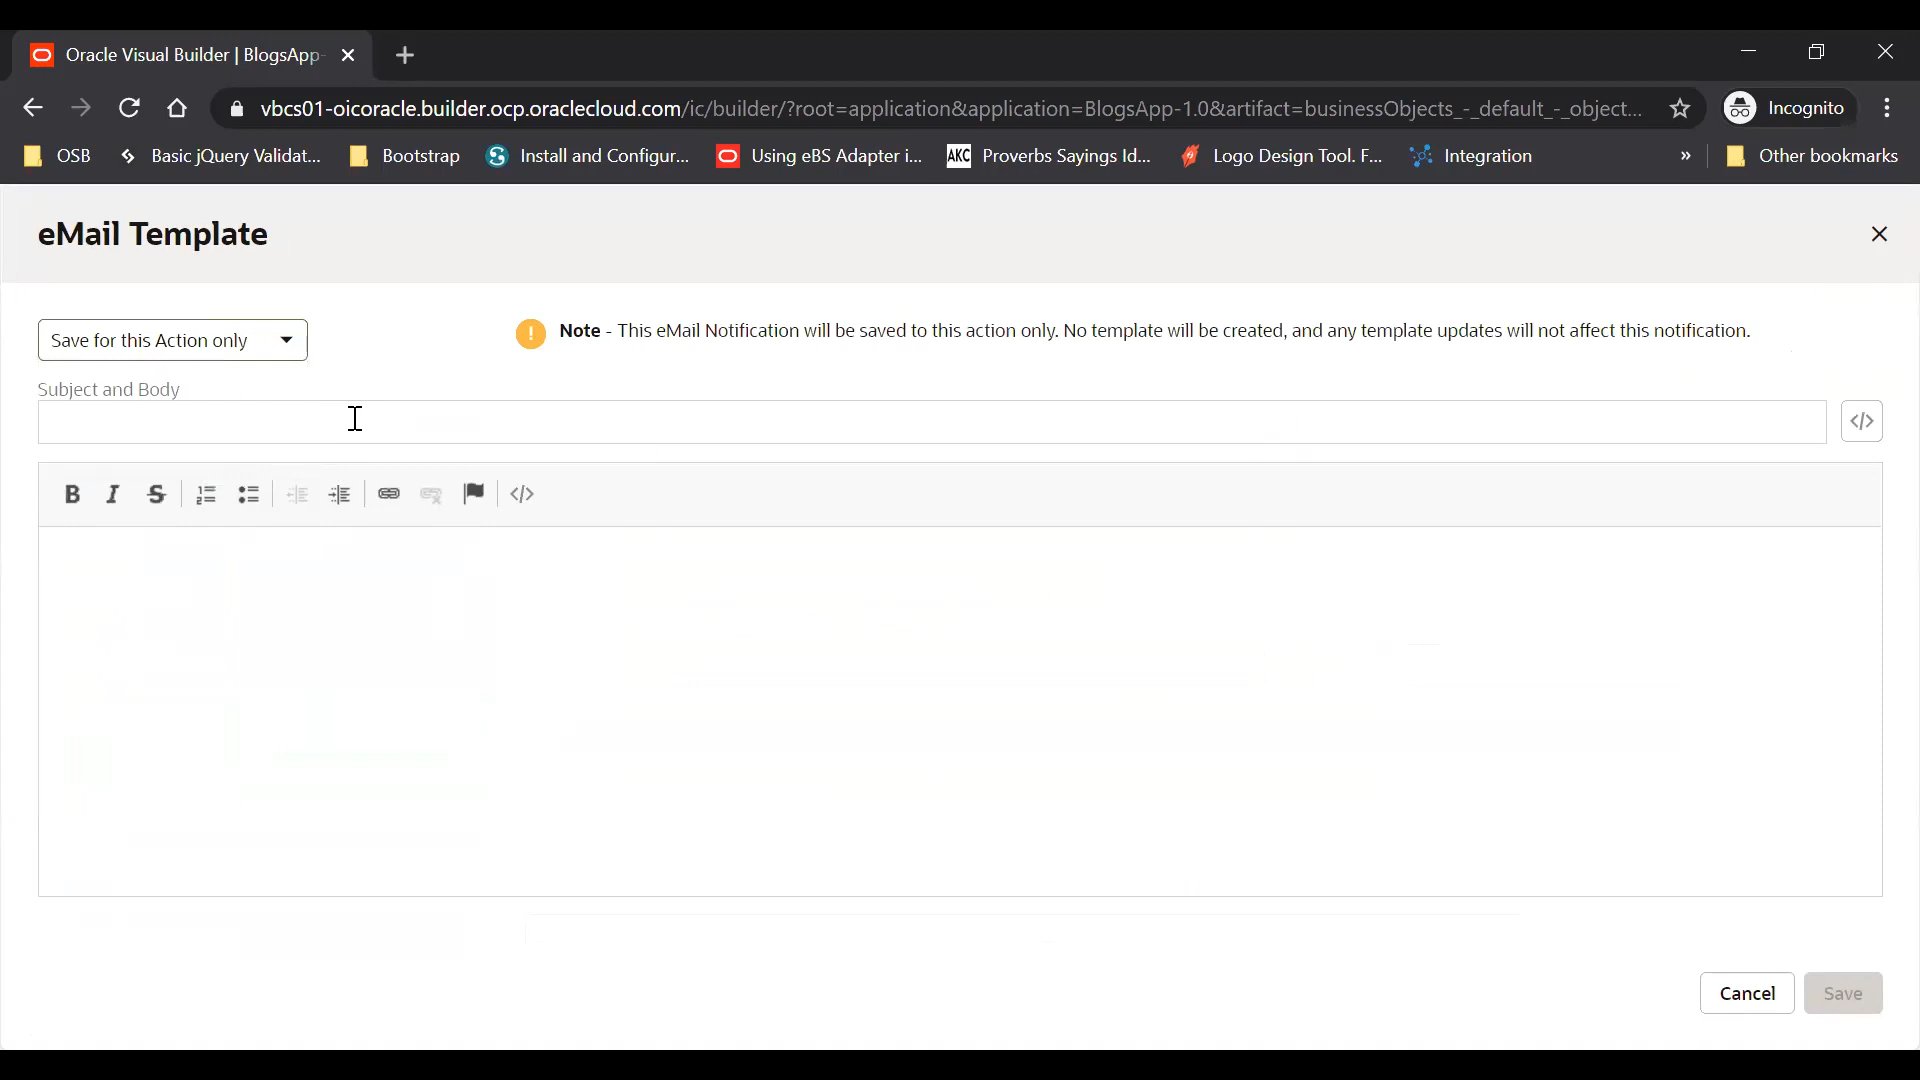 Oracle Visual Builder | BlogsApp-
vbcs01-oicoracle.builder.ocp.oraclecloud.com/ic/builder/?root=application&application=BlogsApp-1.0&artifact=businessObjects_-_default_-_object...
Incognito
OSB
Basic jQuery Validat...
Bootstrap
Install and Configur...
Using eBS Adapter i...
AKC
Proverbs Sayings Id...
Logo Design Tool. F...
Integration
»
Other bookmarks
eMail Template
Save for this Action only
Note - This eMail Notification will be saved to this action only. No template will be created, and any template updates will not affect this notification.
Subject and Body
Cancel
Save